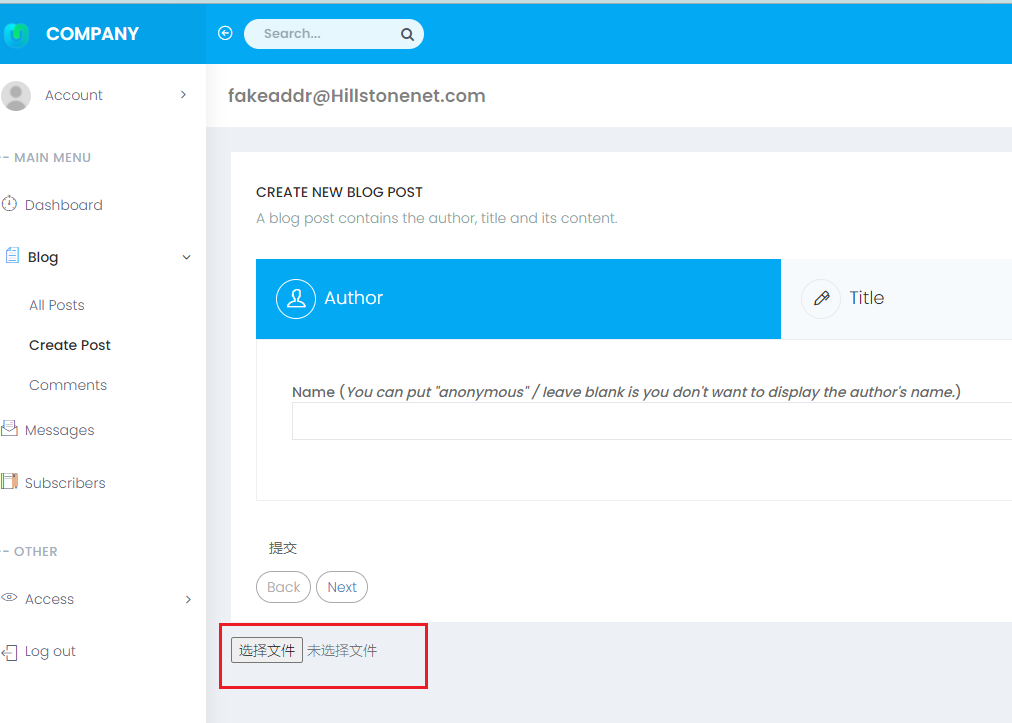 COMPANY
Search...
Account
fakeaddr@Hillstonenet.com
-- MAIN MENU
Dashboard
Blog
All Posts
Create Post
Comments
Messages
Subscribers
-- OTHER
Access
Log out
CREATE NEW BLOG POST
A blog post contains the author, title and its content.
Author
Title
Name (You can put "anonymous" / leave blank is you don't want to display the author's name.)
提交
Back
Next
选择文件 未选择文件